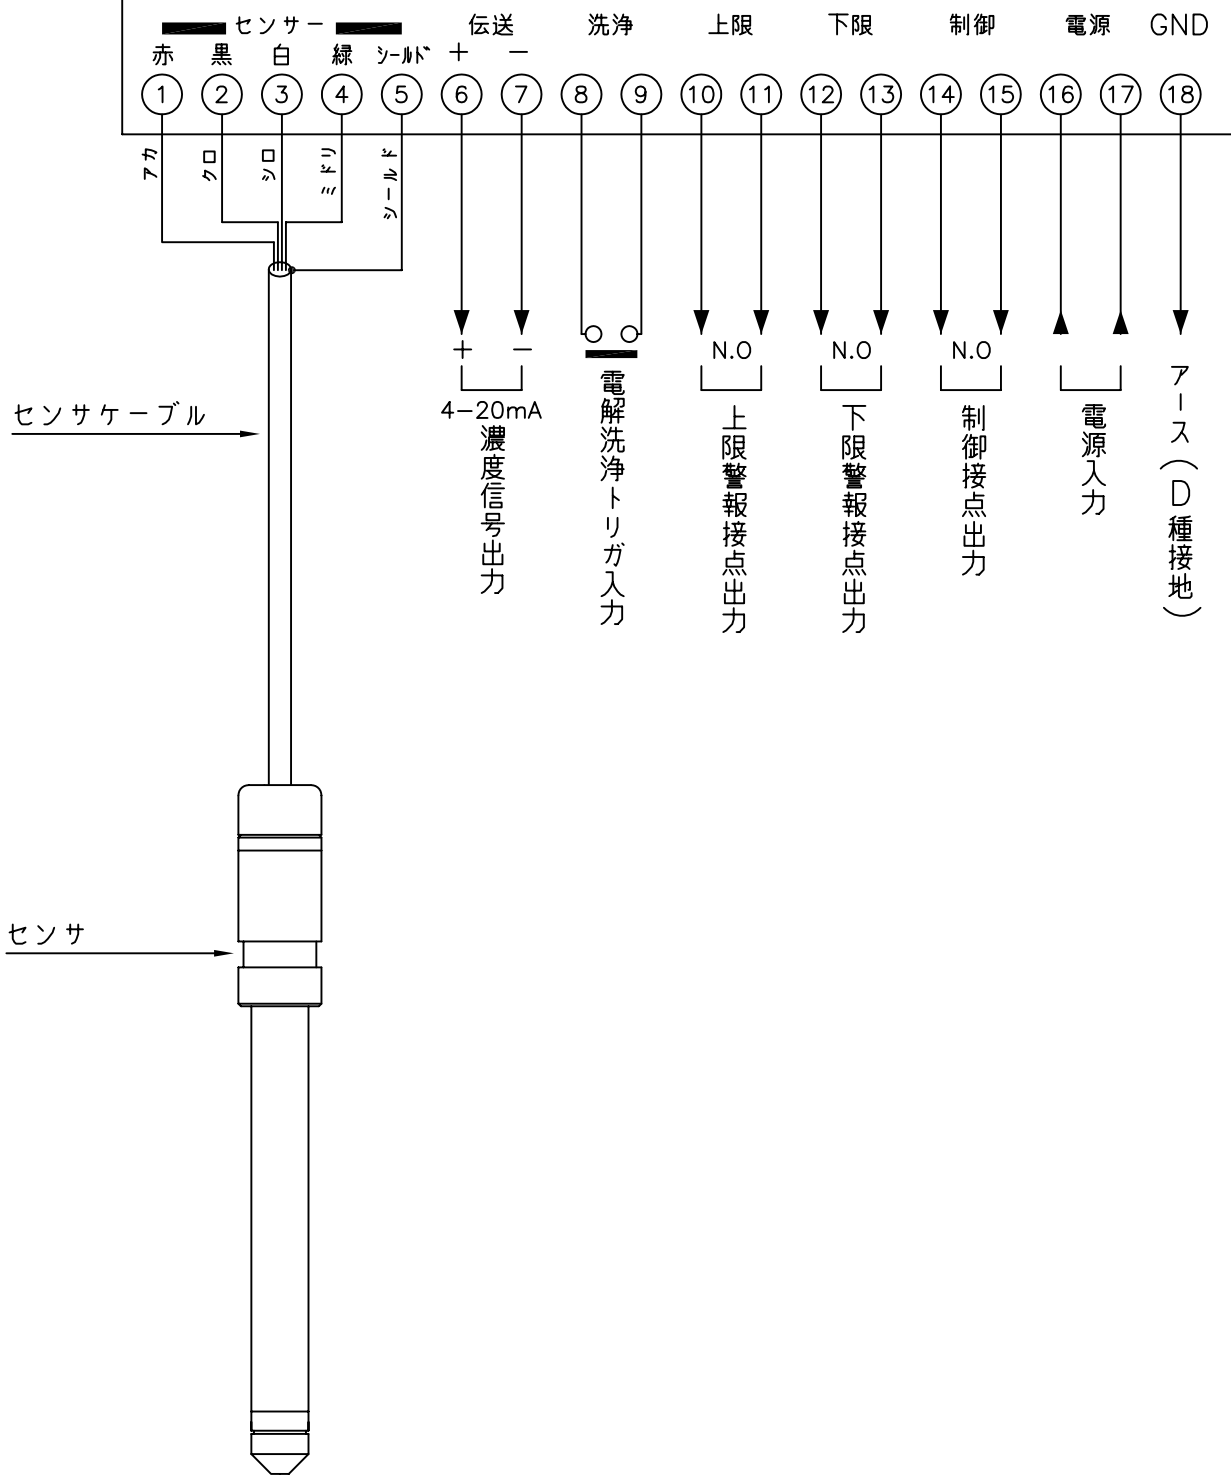 センサー 伝送 洗浄 上限 下限 制御 電源 GND
赤 黒 白 緑 シールド + −
1 2 3 4 5 6 7 8 9 10 11 12 13 14 15 16 17 18
アカ
クロ
シロ
ミドリ
シールド
+ −
N.O N.O N.O
4−20mA
濃度信号出力
電解洗浄トリガ入力
上限警報接点出力
下限警報接点出力
制御接点出力
電源入力
アース(D種接地)
センサケーブル
センサ